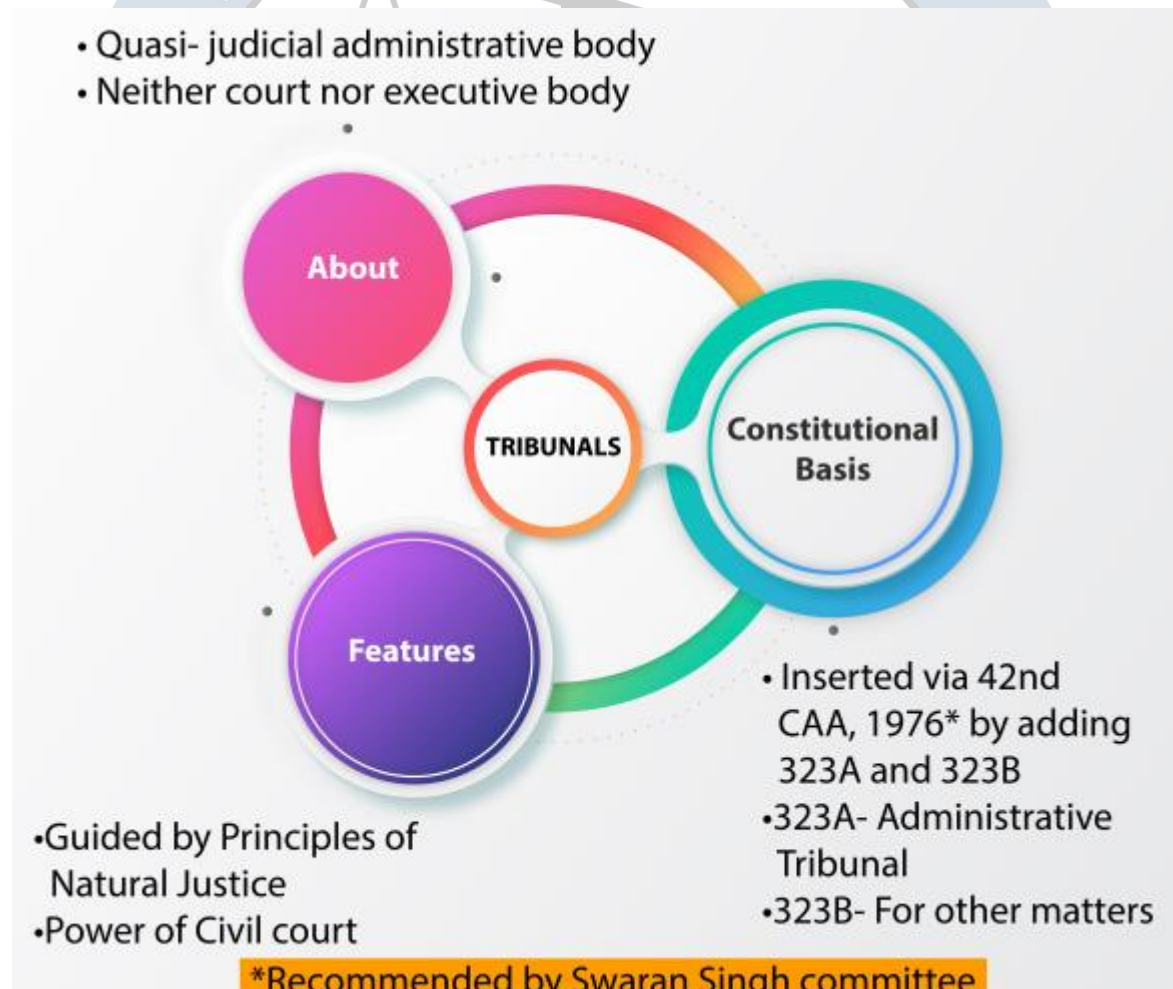 • Quasi- judicial administrative body
• Neither court nor executive body
About
TRIBUNALS
Constitutional
Basis
Features
• Inserted via 42nd
CAA, 1976* by adding
323A and 323B
•323A- Administrative
Tribunal
•323B- For other matters
•Guided by Principles of
Natural Justice
•Power of Civil court
*Recommended by Swaran Singh committee